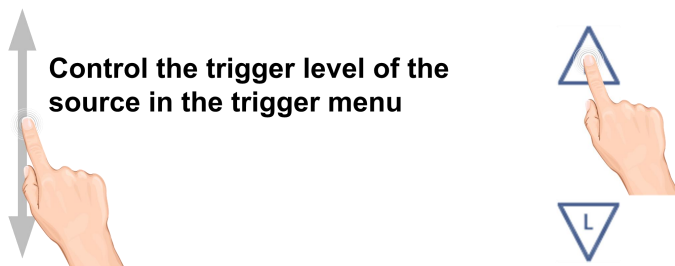 Control the trigger level of the
source in the trigger menu
L